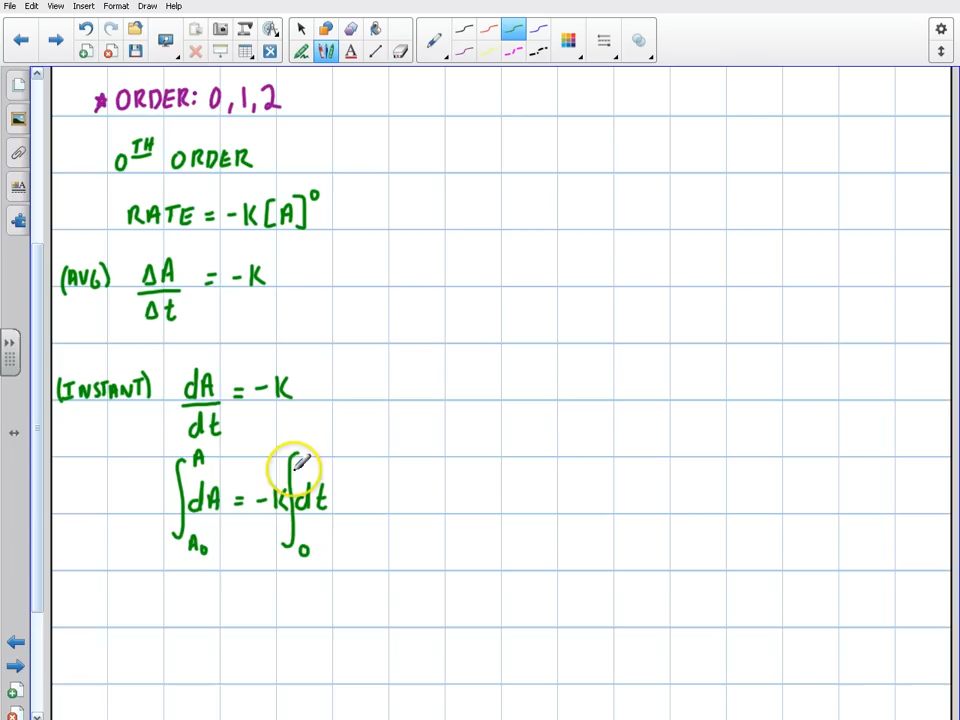 File Edit View Insert Format Draw Help
★ ORDER: 0, 1, 2
0TH ORDER
RATE = -K[A]⁰
(AVG) ΔA/Δt = -K
(INSTANT) dA/dt = -K
∫ A A₀ dA = -K ∫ 0 dt